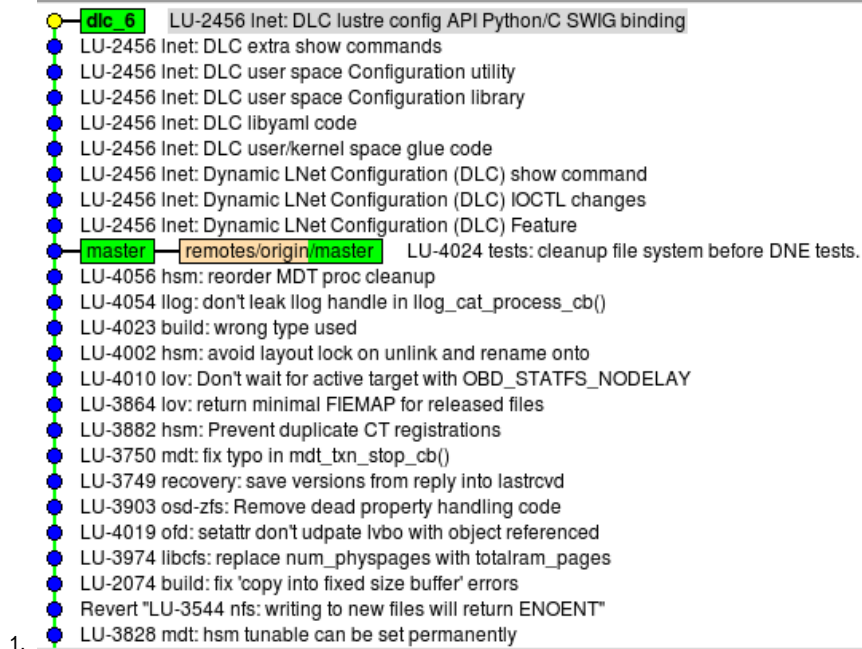 dlc_6 LU-2456 lnet: DLC lustre config API Python/C SWIG binding
LU-2456 lnet: DLC extra show commands
LU-2456 lnet: DLC user space Configuration utility
LU-2456 lnet: DLC user space Configuration library
LU-2456 lnet: DLC libyaml code
LU-2456 lnet: DLC user/kernel space glue code
LU-2456 lnet: Dynamic LNet Configuration (DLC) show command
LU-2456 lnet: Dynamic LNet Configuration (DLC) IOCTL changes
LU-2456 lnet: Dynamic LNet Configuration (DLC) Feature
master remotes/origin/master LU-4024 tests: cleanup file system before DNE tests.
LU-4056 hsm: reorder MDT proc cleanup
LU-4054 llog: don't leak llog handle in llog_cat_process_cb()
LU-4023 build: wrong type used
LU-4002 hsm: avoid layout lock on unlink and rename onto
LU-4010 lov: Don't wait for active target with OBD_STATFS_NODELAY
LU-3864 lov: return minimal FIEMAP for released files
LU-3882 hsm: Prevent duplicate CT registrations
LU-3750 mdt: fix typo in mdt_txn_stop_cb()
LU-3749 recovery: save versions from reply into lastrcvd
LU-3903 osd-zfs: Remove dead property handling code
LU-4019 ofd: setattr don't udpate lvbo with object referenced
LU-3974 libcfs: replace num_physpages with totalram_pages
LU-2074 build: fix 'copy into fixed size buffer' errors
Revert "LU-3544 nfs: writing to new files will return ENOENT"
1. LU-3828 mdt: hsm tunable can be set permanently